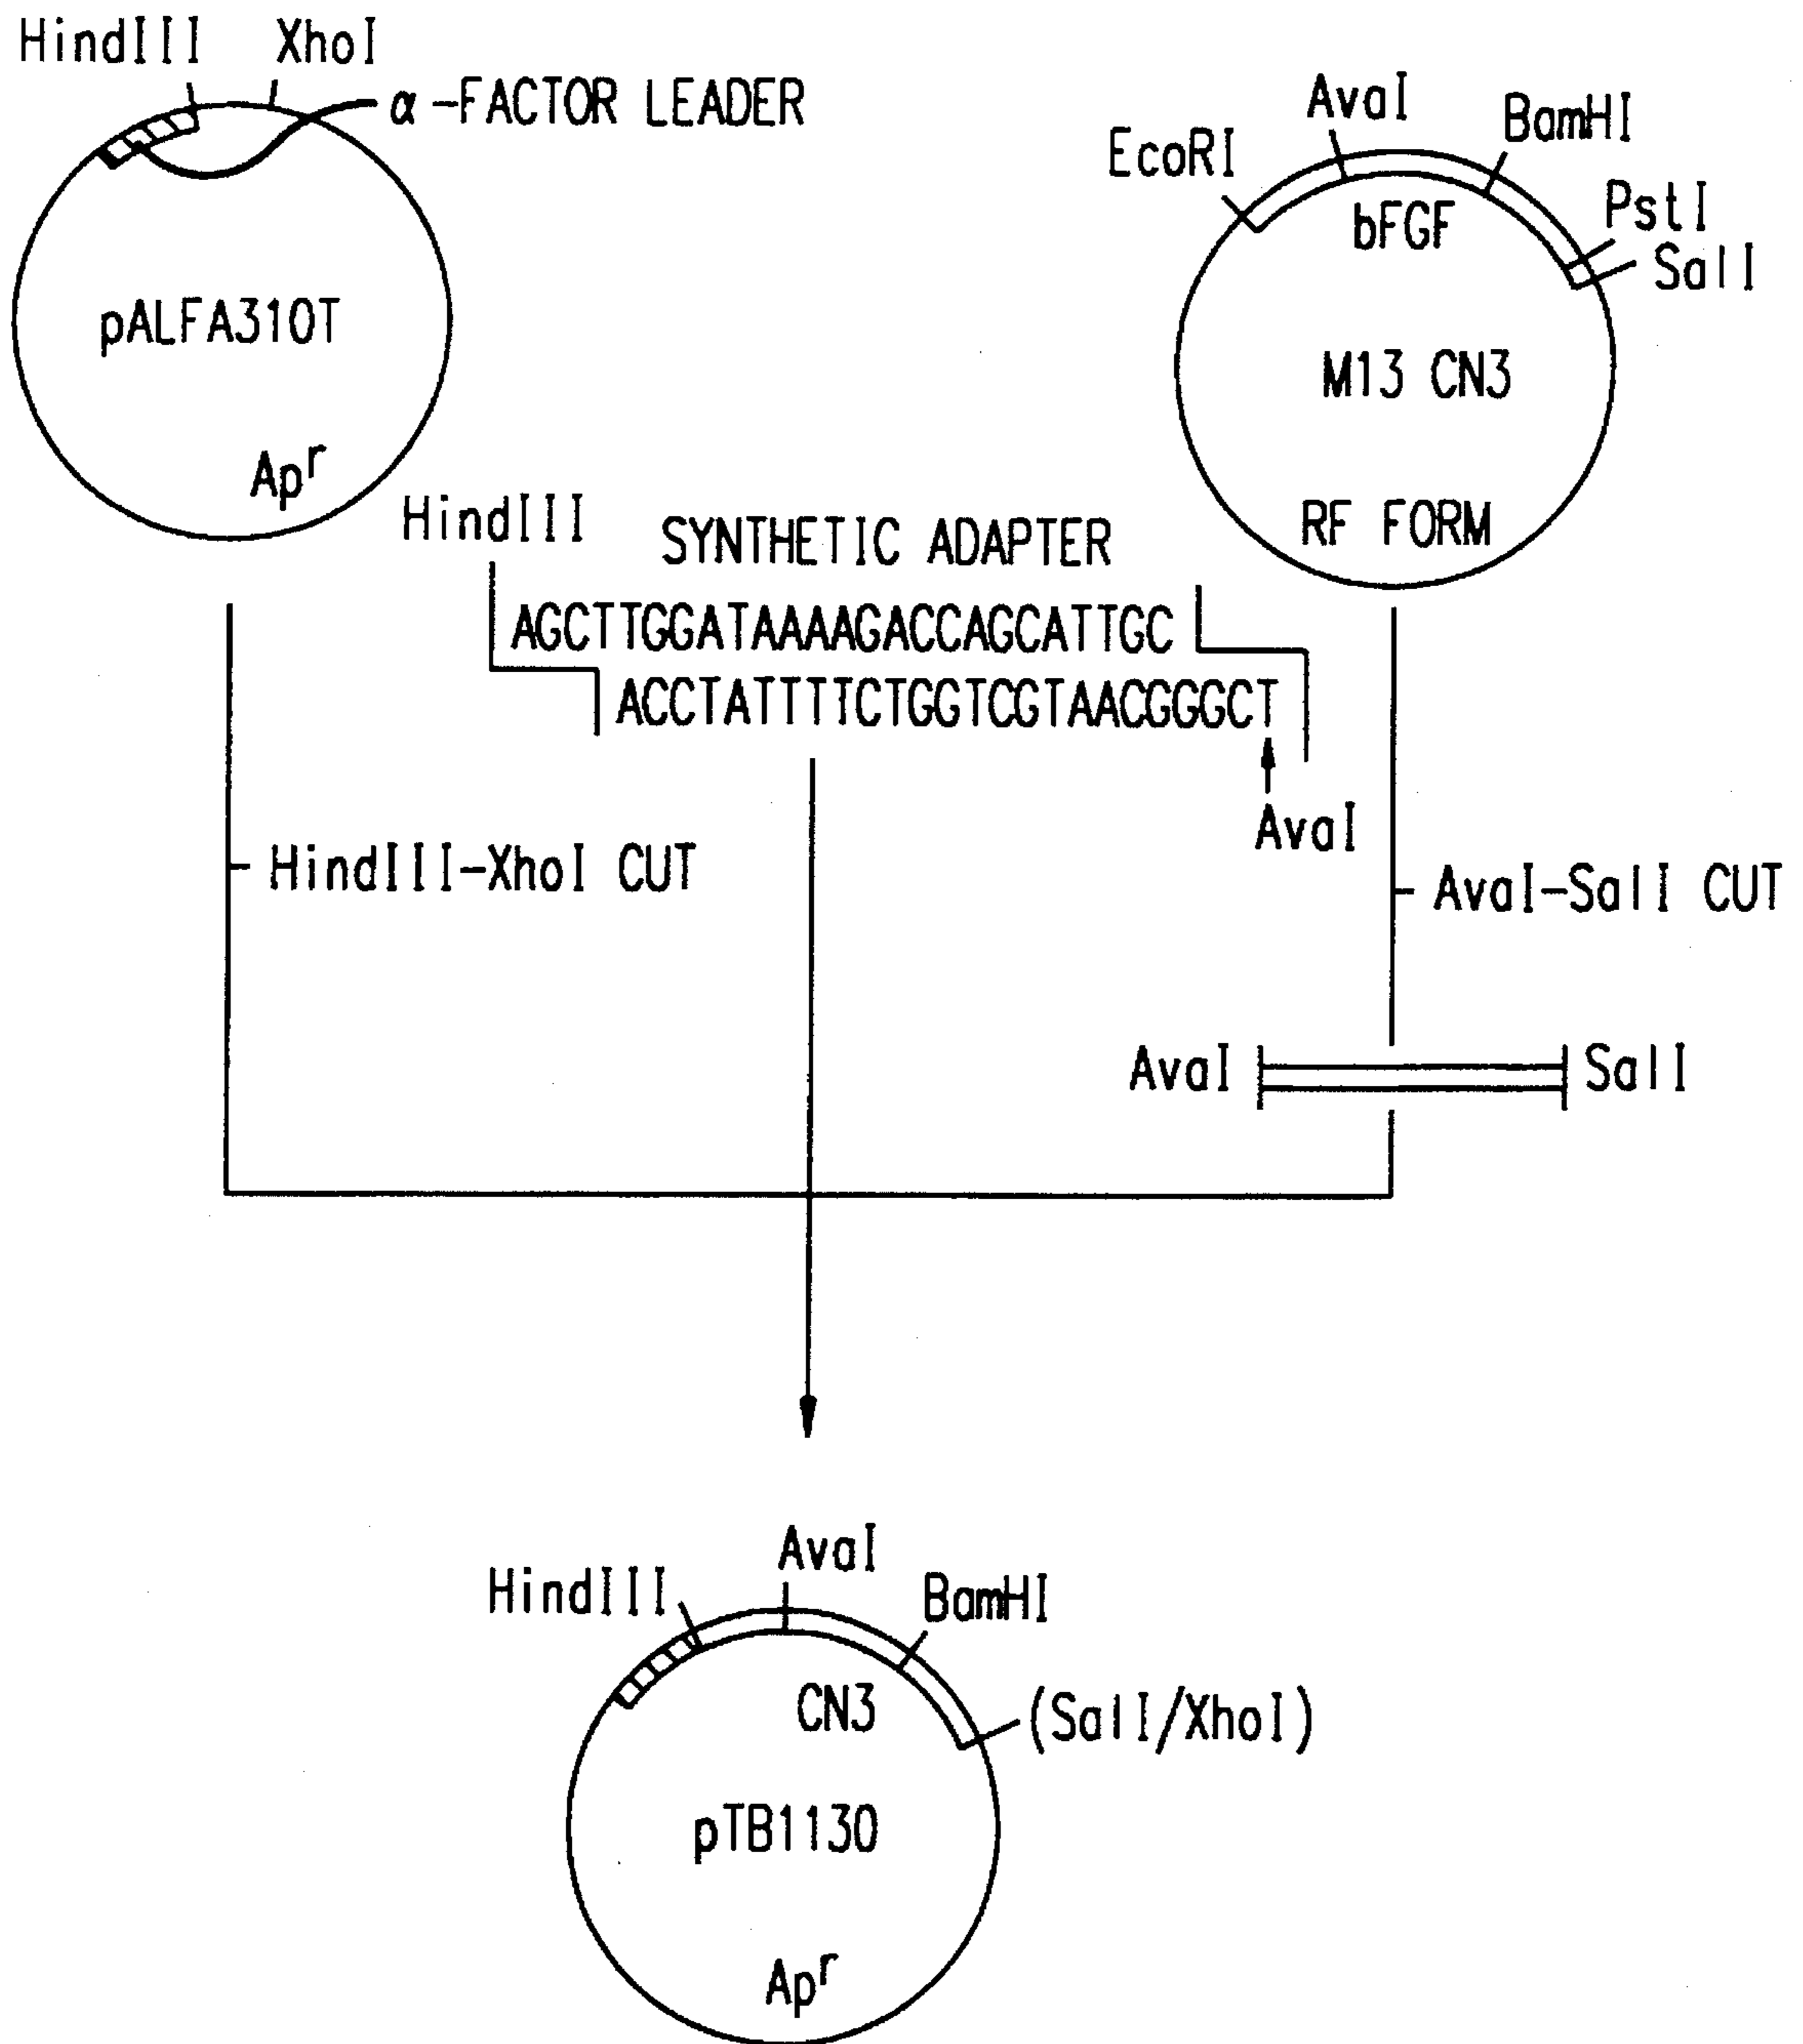 HindIII XhoI
α-FACTOR LEADER
pALFA310T
Apr
AvaI
BamHI
EcoRI
PstI
SalI
bFGF
M13 CN3
RF FORM
HindIII
SYNTHETIC ADAPTER
AGCTTGGATAAAAGACCAGCATTGC
ACCTATTTTCTGGTCGTAACGGGCT
AvaI
HindIII-XhoI CUT
AvaI-SalI CUT
AvaI
SalI
AvaI
HindIII
BamHI
CN3
(SalI/XhoI)
pTB1130
Apr